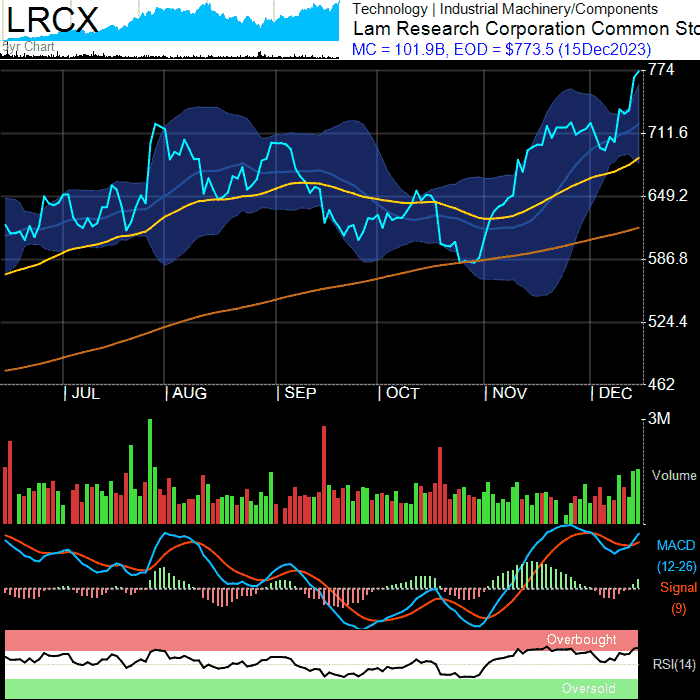 LRCX
5yr Chart
Technology | Industrial Machinery/Components
Lam Research Corporation Common Sto
MC = 101.9B, EOD = $773.5 (15Dec2023)
774
711.6
649.2
586.8
524.4
462
| JUL | AUG | SEP | OCT | NOV | DEC
3M
Volume
MACD
(12-26)
Signal
(9)
Overbought
RSI(14)
Oversold